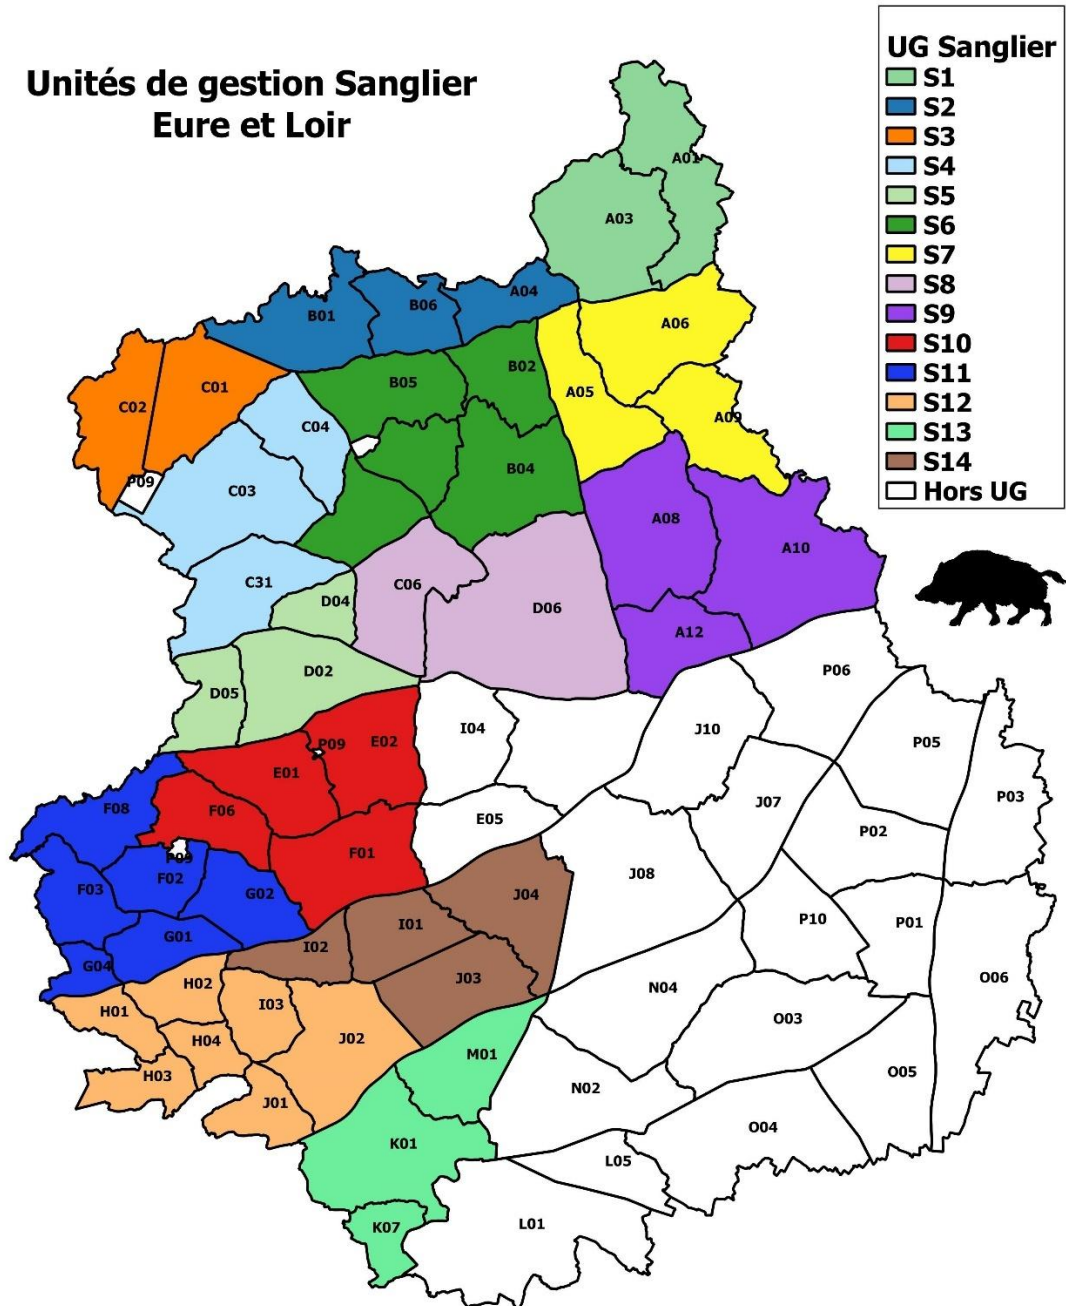 Unités de gestion Sanglier
Eure et Loir
UG Sanglier
S1
S2
S3
S4
S5
S6
S7
S8
S9
S10
S11
S12
S13
S14
Hors UG
A01
A03
A04
B06
B01
A06
B02
B05
A05
C01
C02
A09
C04
B04
P09
C03
A08
A10
C31
C06
D04
D06
A12
D02
P06
D05
I04
J10
E02
P09
P05
E01
J07
P03
F08
F06
E05
P02
F01
P09
J08
F02
F03
G02
J04
P10
I01
P01
G01
I02
G04
J03
O06
H02
N04
I03
H01
O03
J02
H04
M01
H03
O05
N02
J01
O04
K01
L05
K07
L01